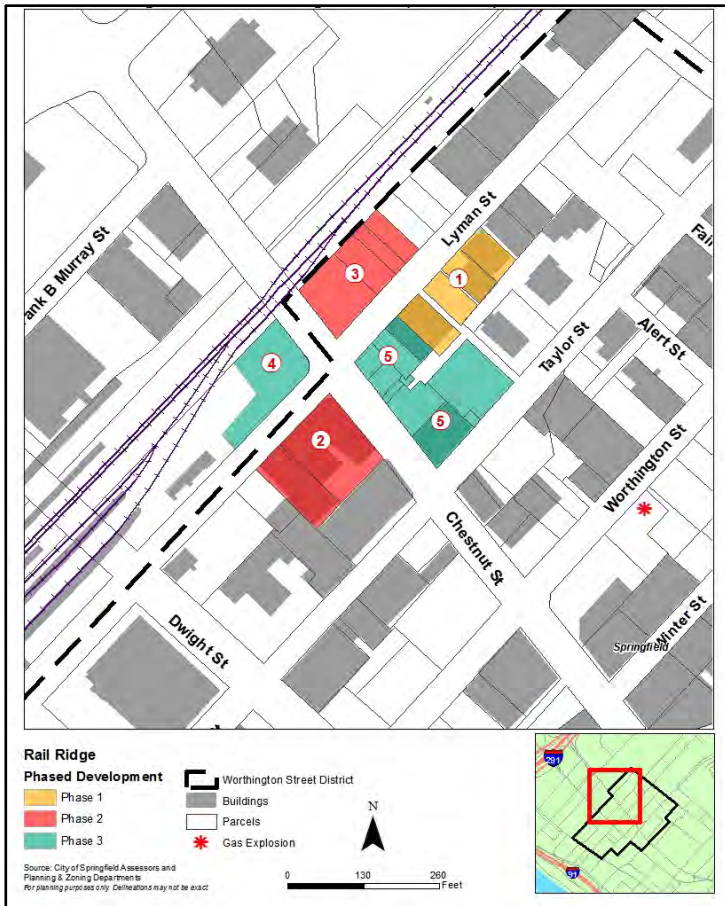 ank B Murray St
Lyman St
3
1
Fai
Taylor St
Alert St
4
5
5
2
Worthington St
Chestnut St
Dwight St
Springfield
Winter St
Rail Ridge
Phased Development
Phase 1
Phase 2
Phase 3
Worthington Street District
Buildings
Parcels
Gas Explosion
N
Source: City of Springfield Assessors and
Planning & Zoning Departments
For planning purposes only. Delineations may not be exact
0 130 260
Feet
291
91